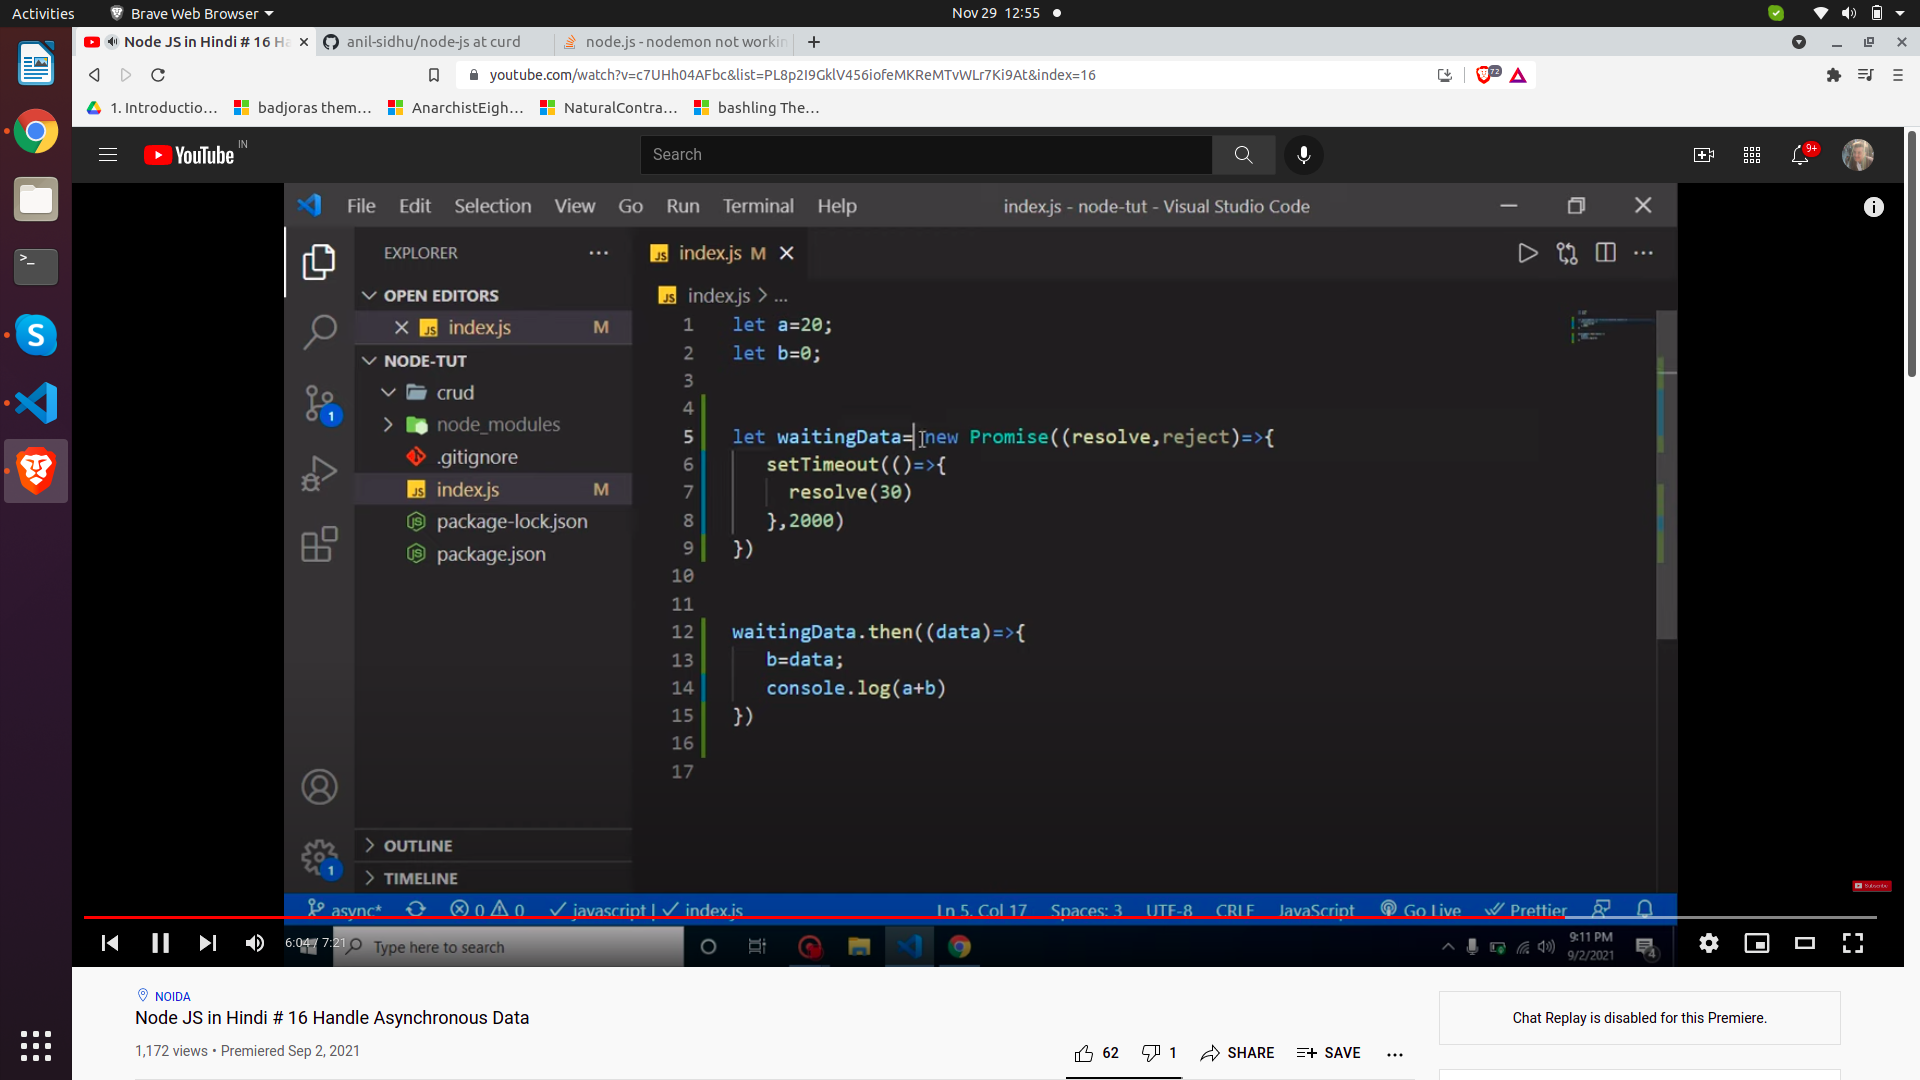 Activities
Brave Web Browser
Nov 29 12:55
Node JS in Hindi # 16 Ha
anil-sidhu/node-js at curd
node.js - nodemon not workin
youtube.com/watch?v=c7UHh04AFbc&list=PL8p2I9GklV456iofeMKReMTvWLr7Ki9At&index=16
72
1. Introductio...
badjoras them...
AnarchistEigh...
NaturalContra...
bashling The...
YouTube IN
Search
9+
File Edit Selection View Go Run Terminal Help
index.js - node-tut - Visual Studio Code
EXPLORER
index.js M
OPEN EDITORS
index.js M
NODE-TUT
crud
node_modules
.gitignore
index.js M
package-lock.json
package.json
OUTLINE
TIMELINE
1
1
index.js > ...
1 let a=20;
2 let b=0;
3
4
5 let waitingData= new Promise((resolve,reject)=>{
6 setTimeout(()=>{
7 resolve(30)
8 },2000)
9 })
10
11
12 waitingData.then((data)=>{
13 b=data;
14 console.log(a+b)
15 })
16
17
Subscribe
async* 0 0 javascript | index.js Ln 5, Col 17 Spaces: 3 UTF-8 CRLF JavaScript Go Live Prettier
6:04 / 7:21
Type here to search
9:11 PM
9/2/2021
4
NOIDA
Node JS in Hindi # 16 Handle Asynchronous Data
1,172 views • Premiered Sep 2, 2021
62
1
SHARE
SAVE
Chat Replay is disabled for this Premiere.